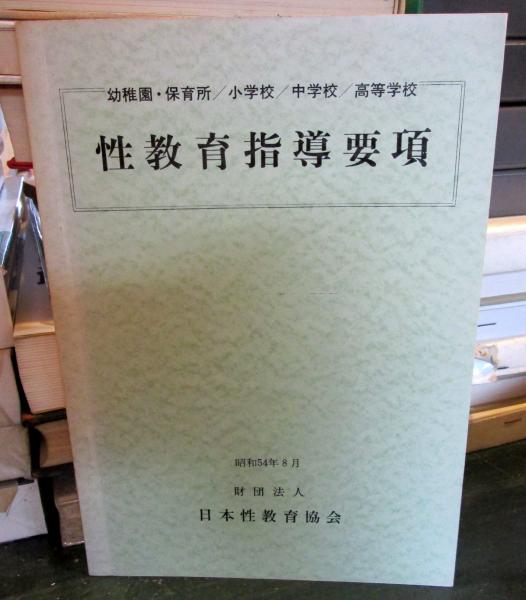 幼稚園・保育所／小学校／中学校／高等学校
性教育指導要項
昭和54年8月
財団法人
日本性教育協会